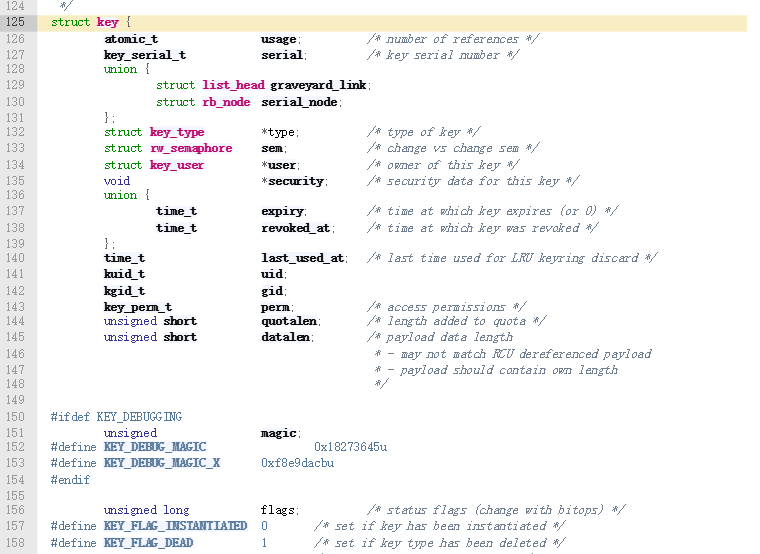 124 */
125 struct key {
126 atomic_t usage; /* number of references */
127 key_serial_t serial; /* key serial number */
128 union {
129 struct list_head graveyard_link;
130 struct rb_node serial_node;
131 };
132 struct key_type *type; /* type of key */
133 struct rw_semaphore sem; /* change vs change sem */
134 struct key_user *user; /* owner of this key */
135 void *security; /* security data for this key */
136 union {
137 time_t expiry; /* time at which key expires (or 0) */
138 time_t revoked_at; /* time at which key was revoked */
139 };
140 time_t last_used_at; /* last time used for LRU keyring discard */
141 kuid_t uid;
142 kgid_t gid;
143 key_perm_t perm; /* access permissions */
144 unsigned short quotalen; /* length added to quota */
145 unsigned short datalen; /* payload data length
146 * - may not match RCU dereferenced payload
147 * - payload should contain own length
148 */
149
150 #ifdef KEY_DEBUGGING
151 unsigned magic;
152 #define KEY_DEBUG_MAGIC 0x18273645u
153 #define KEY_DEBUG_MAGIC_X 0xf8e9dacbu
154 #endif
155
156 unsigned long flags; /* status flags (change with bitops) */
157 #define KEY_FLAG_INSTANTIATED 0 /* set if key has been instantiated */
158 #define KEY_FLAG_DEAD 1 /* set if key type has been deleted */